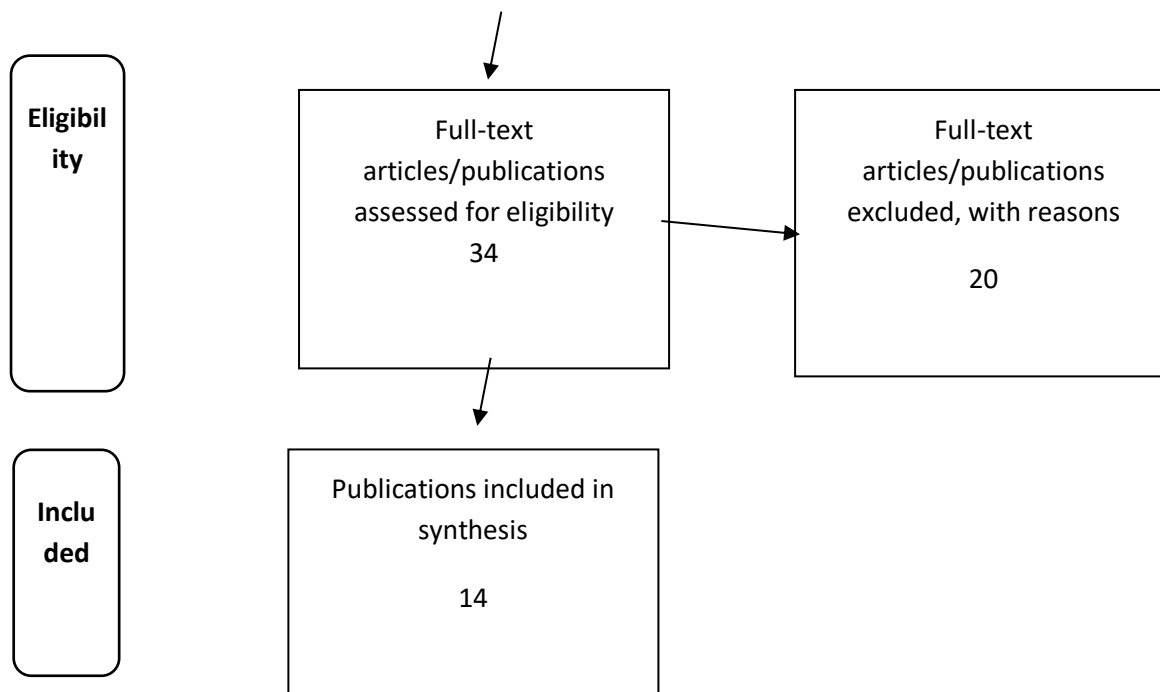 Eligibil
ity
Full-text
articles/publications
assessed for eligibility
34
Full-text
articles/publications
excluded, with reasons
20
Inclu
ded
Publications included in
synthesis
14